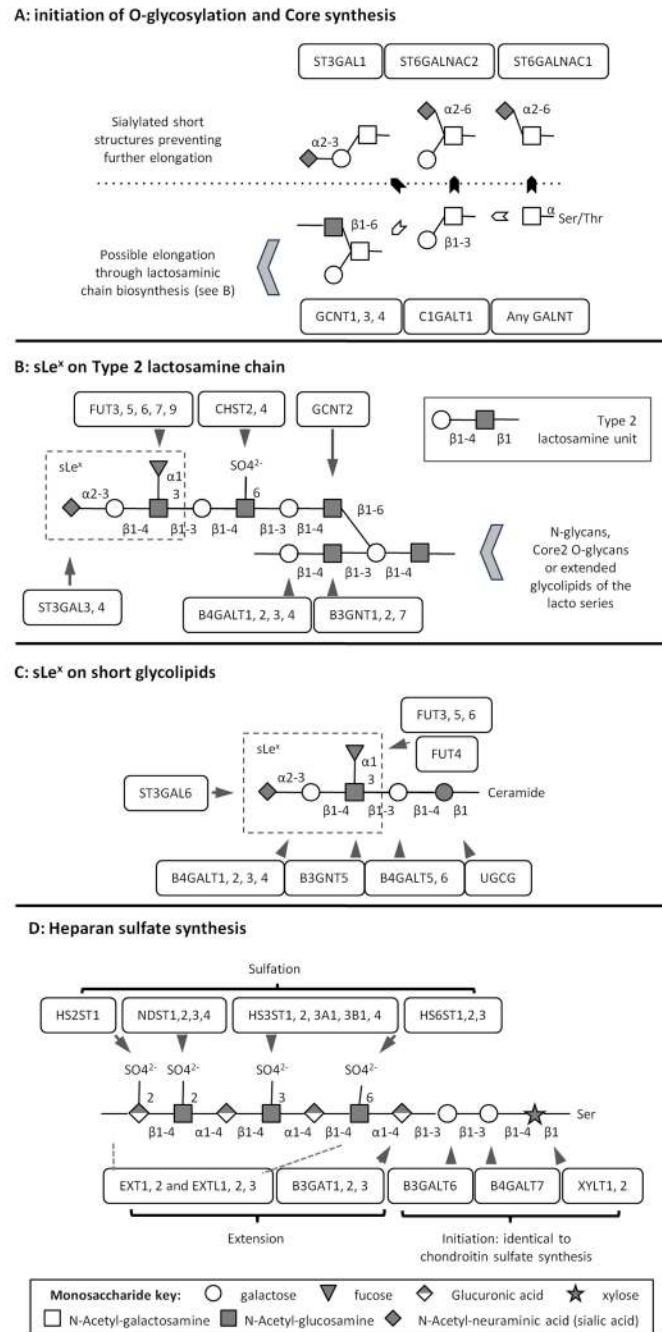 A: initiation of O-glycosylation and Core synthesis
ST3GAL1 ST6GALNAC2 ST6GALNAC1
Sialylated short
structures preventing
further elongation
α2-3
α2-6
α2-6
Possible elongation
through lactosaminic
chain biosynthesis (see B)
β1-6
β1-3
α Ser/Thr
GCNT1, 3, 4 C1GALT1 Any GALNT
B: sLeˣ on Type 2 lactosamine chain
FUT3, 5, 6, 7, 9 CHST2, 4 GCNT2
β1-4 β1
Type 2
lactosamine unit
sLeˣ
SO4²⁻
α1
α2-3 3 6
β1-4 β1-3 β1-4 β1-3 β1-4 β1-6
β1-4 β1-3 β1-4
N-glycans,
Core2 O-glycans
or extended
glycolipids of the
lacto series
ST3GAL3, 4
B4GALT1, 2, 3, 4 B3GNT1, 2, 7
C: sLeˣ on short glycolipids
FUT3, 5, 6
FUT4
sLeˣ
α1
α2-3 3
ST3GAL6
Ceramide
β1-4 β1-3 β1-4 β1
B4GALT1, 2, 3, 4 B3GNT5 B4GALT5, 6 UGCG
D: Heparan sulfate synthesis
Sulfation
HS2ST1 NDST1,2,3,4 HS3ST1, 2, 3A1, 3B1, 4 HS6ST1,2,3
SO4²⁻ SO4²⁻ SO4²⁻ SO4²⁻
2 2 3 6
Ser
β1-4 α1-4 β1-4 α1-4 β1-4 α1-4 β1-3 β1-3 β1-4 β1
EXT1, 2 and EXTL1, 2, 3 B3GAT1, 2, 3 B3GALT6 B4GALT7 XYLT1, 2
Extension
Initiation: identical to
chondroitin sulfate synthesis
Monosaccharide key: galactose fucose Glucuronic acid xylose
N-Acetyl-galactosamine N-Acetyl-glucosamine N-Acetyl-neuraminic acid (sialic acid)